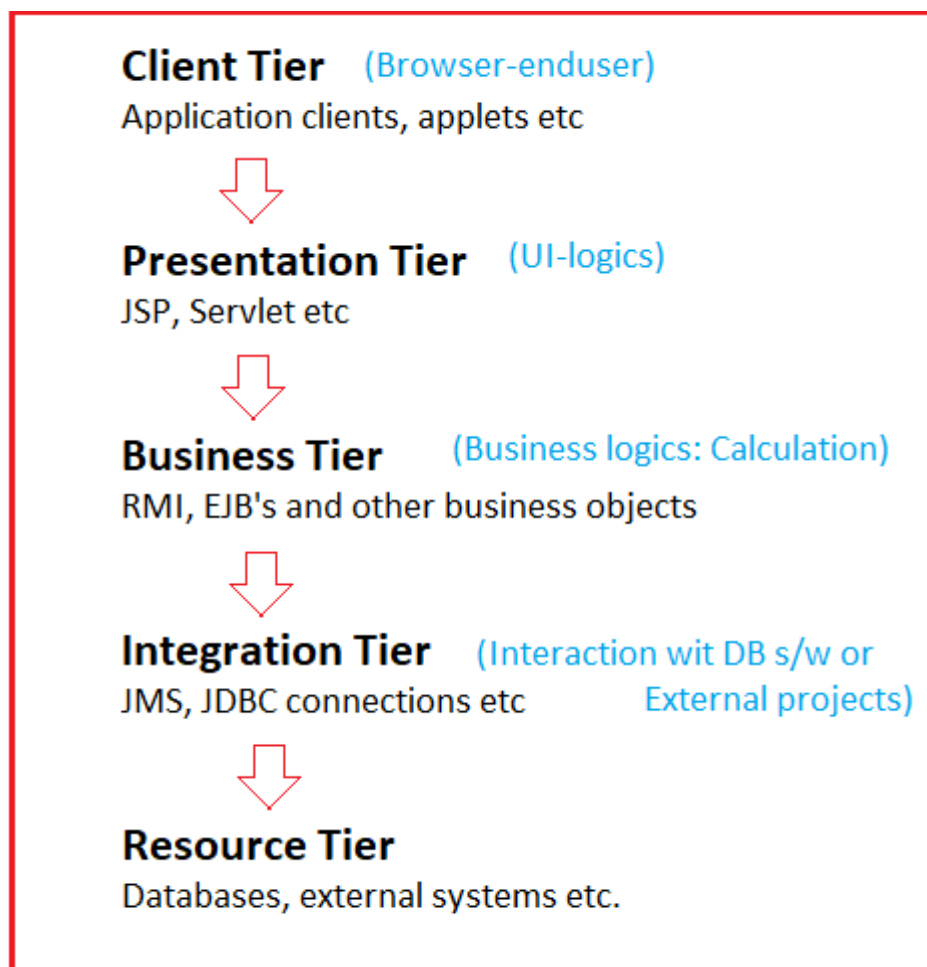 Client Tier (Browser-enduser)
Application clients, applets etc
Presentation Tier (UI-logics)
JSP, Servlet etc
Business Tier (Business logics: Calculation)
RMI, EJB's and other business objects
Integration Tier (Interaction wit DB s/w or
JMS, JDBC connections etc External projects)
Resource Tier
Databases, external systems etc.